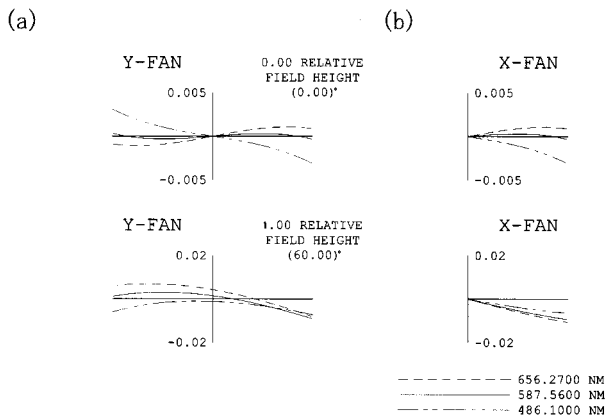 (a)
(b)
Y-FAN
0.00 RELATIVE
FIELD HEIGHT
(0.00)°
X-FAN
0.005
0.005
-0.005
-0.005
Y-FAN
1.00 RELATIVE
FIELD HEIGHT
(60.00)°
X-FAN
0.02
0.02
-0.02
-0.02
656.2700 NM
587.5600 NM
486.1000 NM